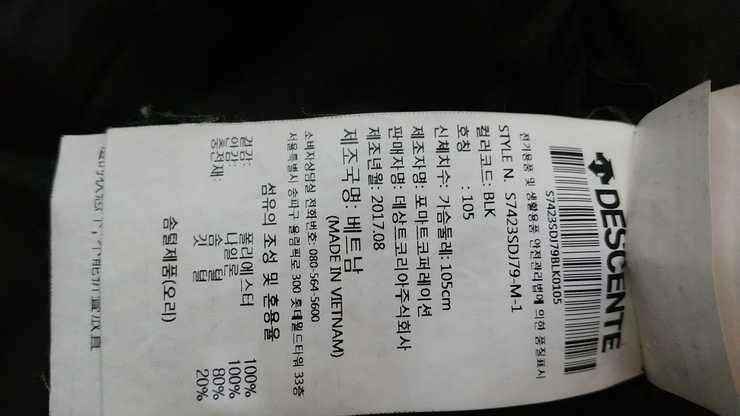 DESCENTE
S7423SDJ79BLK0105
전기용품 및 생활용품 안전관리법에 의한 품질표시
STYLE N. S7423SDJ79-M-1
컬러코드: BLK
호칭 : 105
신체치수: 가슴둘레: 105cm
제조자명: 포마트코퍼레이션
판매자명: 데상트코리아주식회사
제조년월: 2017.08
제조국명: 베트남
(MADE IN VIETNAM)
소비자상담실 전화번호: 080-564-5600
서울특별시 송파구 올림픽로 300 롯데월드타워 33층
섬유의 조성 및 혼용율
겉감: 폴리에스터 100%
안감: 나일론 100%
충전재: 솜털 80%
깃털 20%
솜털제품(오리)